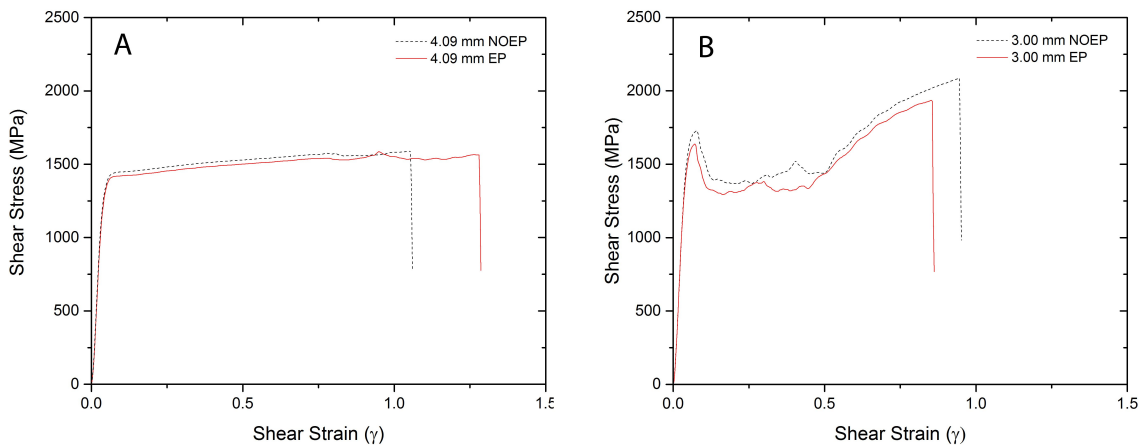 A
4.09 mm NOEP
4.09 mm EP
2500
2000
1500
1000
500
0
0.0
0.5
1.0
1.5
Shear Stress (MPa)
Shear Strain (γ)
B
3.00 mm NOEP
3.00 mm EP
2500
2000
1500
1000
500
0
0.0
0.5
1.0
1.5
Shear Stress (MPa)
Shear Strain (γ)